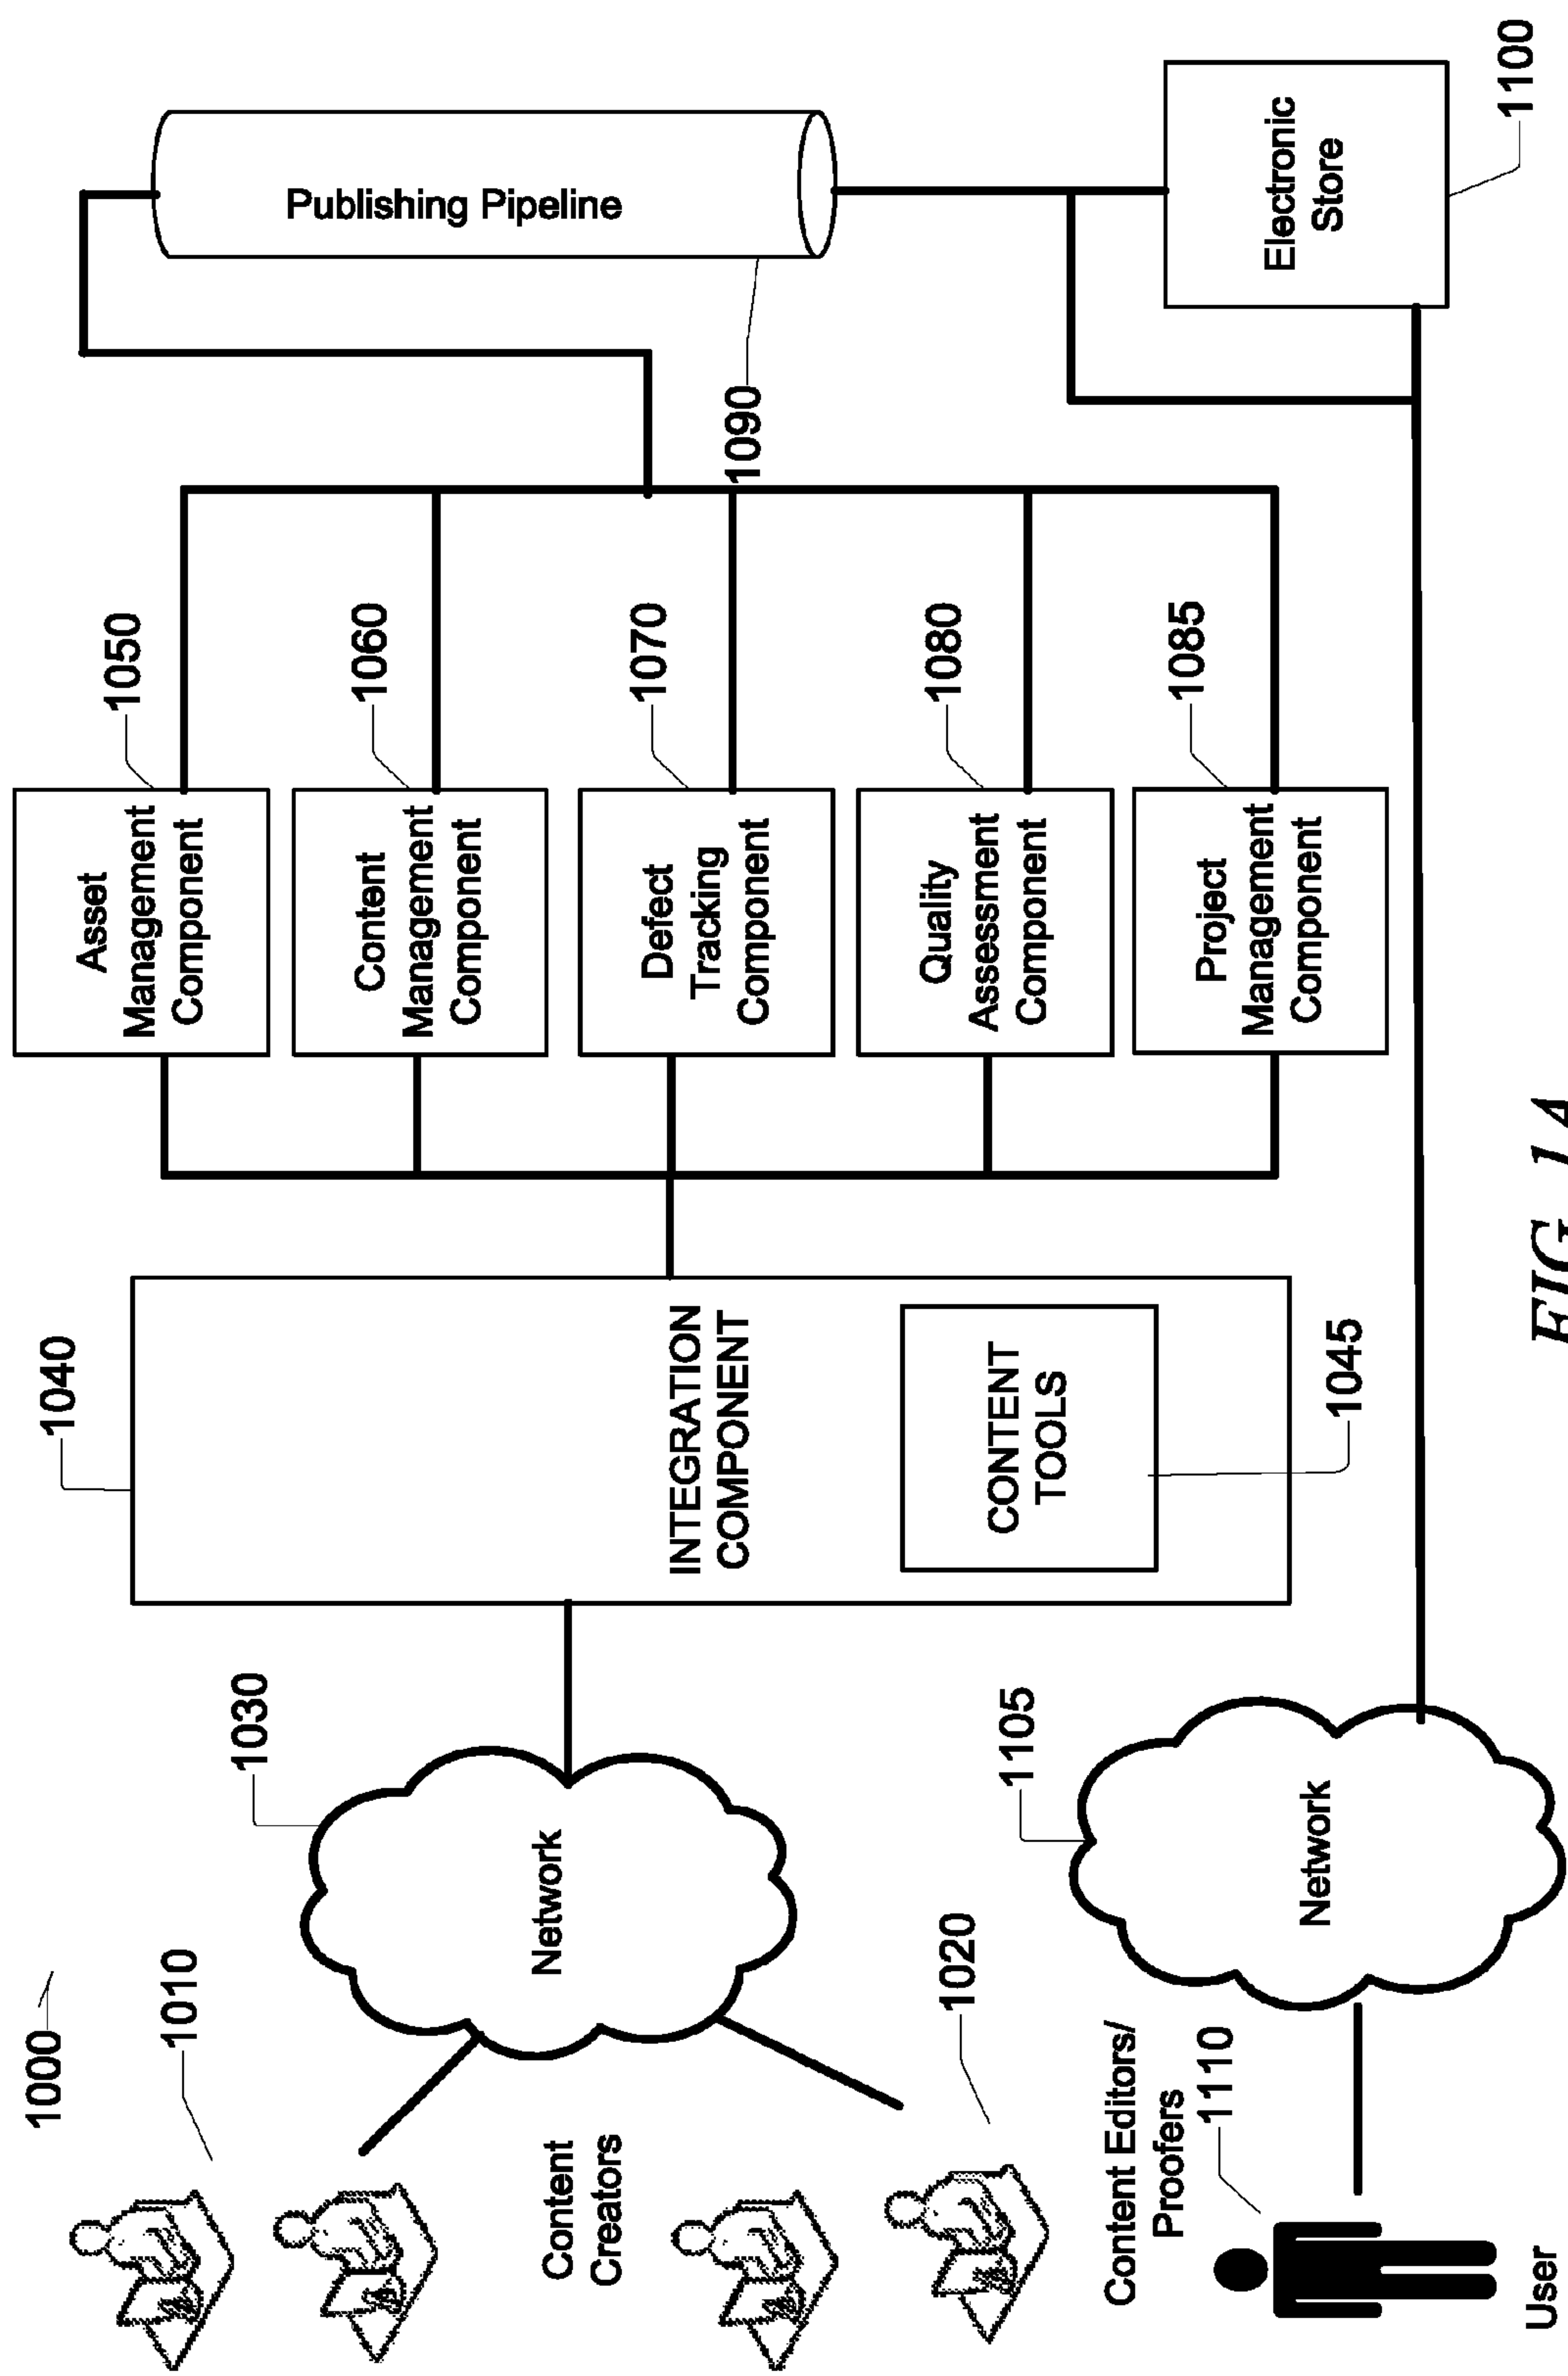 1000
1010
Content
Creators
1020
Content Editors/
Proofers
1110
User
1030
Network
1105
Network
1040
INTEGRATION
COMPONENT
CONTENT
TOOLS
1045
Asset
Management
Component
1050
Content
Management
Component
1060
Defect
Tracking
Component
1070
Quality
Assessment
Component
1080
Project
Management
Component
1085
Publishing Pipeline
1090
Electronic
Store
1100
FIG. 1A